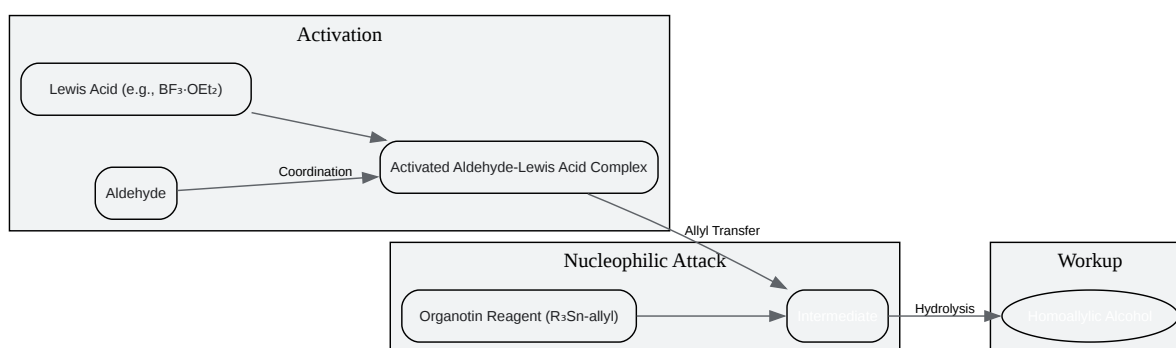 Activation
Lewis Acid (e.g., BF₃·OEt₂)
Activated Aldehyde-Lewis Acid Complex
Coordination
Aldehyde
Allyl Transfer
Nucleophilic Attack
Organotin Reagent (R₃Sn-allyl)
Intermediate
Hydrolysis
Workup
Homoallylic Alcohol